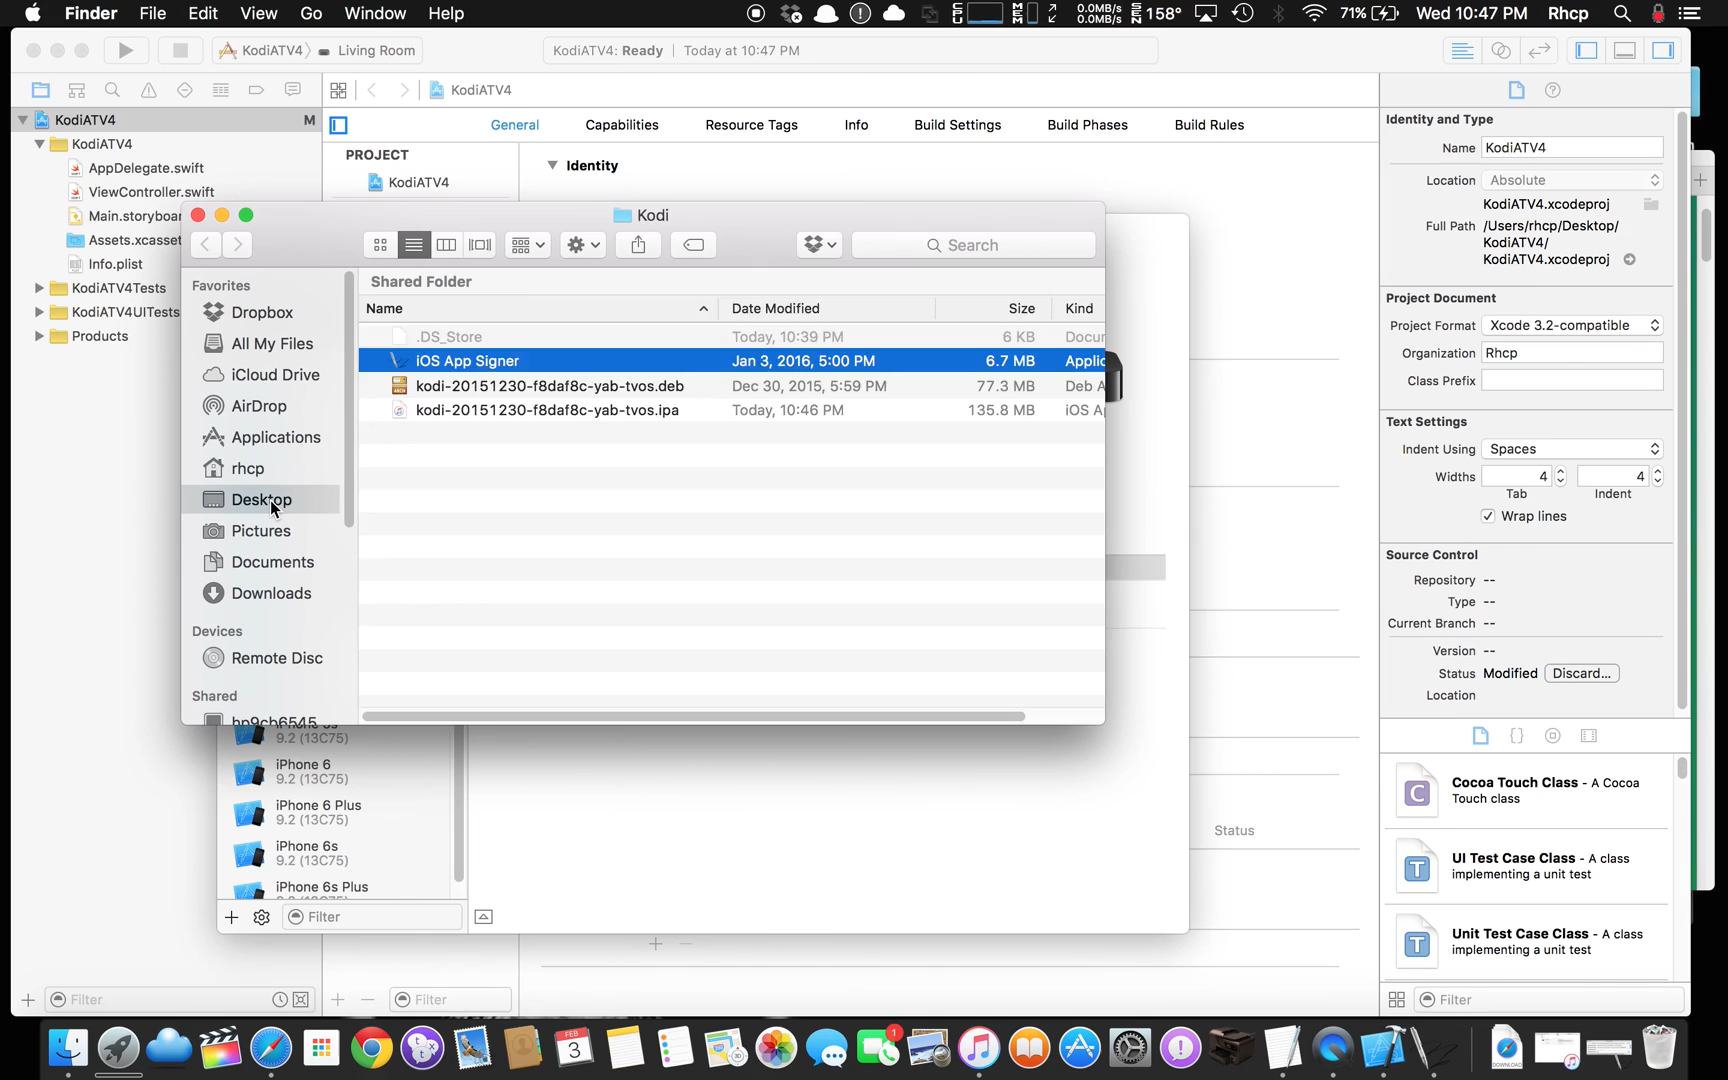 Finder File Edit View Go Window Help
0.0MB/s
0.0MB/s
158° 71% Wed 10:47 PM Rhcp
KodiATV4 Living Room
KodiATV4: Ready | Today at 10:47 PM
KodiATV4
KodiATV4 M
KodiATV4
AppDelegate.swift
ViewController.swift
Main.storyboar
Assets.xcasset
Info.plist
KodiATV4Tests
KodiATV4UITests
Products
General Capabilities Resource Tags Info Build Settings Build Phases Build Rules
PROJECT
KodiATV4
Identity
Kodi
Search
Favorites
Dropbox
All My Files
iCloud Drive
AirDrop
Applications
rhcp
Desktop
Pictures
Documents
Downloads
Devices
Remote Disc
Shared
hp9cb6545
Shared Folder
Name Date Modified Size Kind
.DS_Store Today, 10:39 PM 6 KB Docur
iOS App Signer Jan 3, 2016, 5:00 PM 6.7 MB Applic
kodi-20151230-f8daf8c-yab-tvos.deb Dec 30, 2015, 5:59 PM 77.3 MB Deb A
kodi-20151230-f8daf8c-yab-tvos.ipa Today, 10:46 PM 135.8 MB iOS A
9.2 (13C75)
iPhone 6
9.2 (13C75)
iPhone 6 Plus
9.2 (13C75)
iPhone 6s
9.2 (13C75)
iPhone 6s Plus
Filter
Status
Filter
Filter
Identity and Type
Name KodiATV4
Location Absolute
KodiATV4.xcodeproj
Full Path /Users/rhcp/Desktop/
KodiATV4/
KodiATV4.xcodeproj
Project Document
Project Format Xcode 3.2-compatible
Organization Rhcp
Class Prefix
Text Settings
Indent Using Spaces
Widths 4 4
Tab Indent
Wrap lines
Source Control
Repository --
Type --
Current Branch --
Version --
Status Modified Discard...
Location
Cocoa Touch Class - A Cocoa
Touch class
UI Test Case Class - A class
implementing a unit test
Unit Test Case Class - A class
implementing a unit test
Filter
FEB
3
1